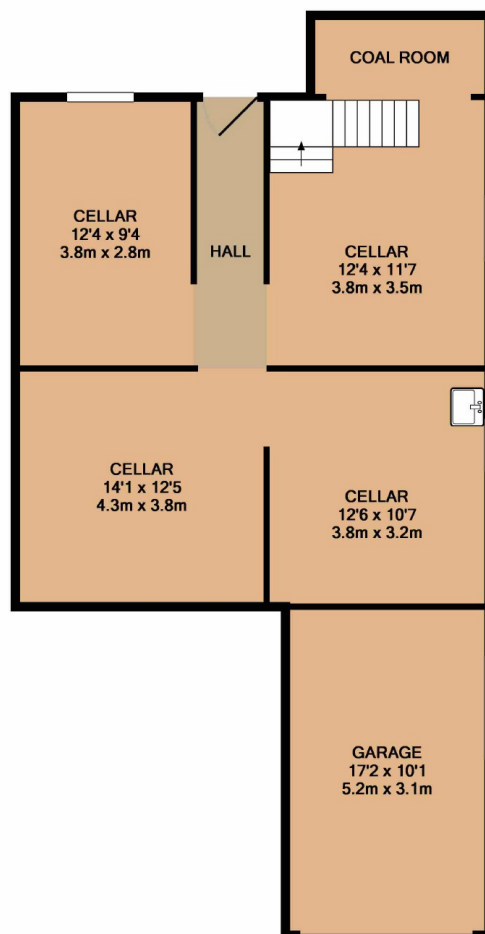 COAL ROOM
CELLAR
12'4 x 9'4
3.8m x 2.8m
HALL
CELLAR
12'4 x 11'7
3.8m x 3.5m
CELLAR
14'1 x 12'5
4.3m x 3.8m
CELLAR
12'6 x 10'7
3.8m x 3.2m
GARAGE
17'2 x 10'1
5.2m x 3.1m